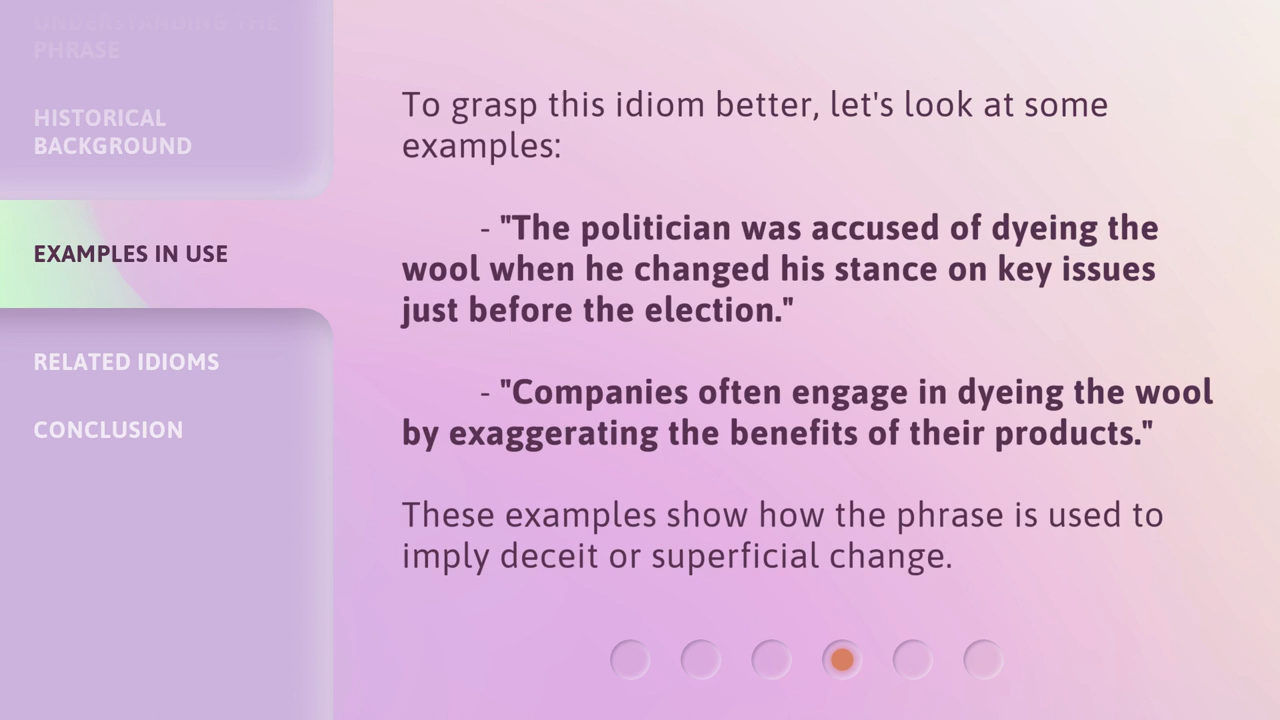 UNDERSTANDING THE
PHRASE
HISTORICAL
BACKGROUND
EXAMPLES IN USE
RELATED IDIOMS
CONCLUSION
To grasp this idiom better, let's look at some
examples:
- "The politician was accused of dyeing the
wool when he changed his stance on key issues
just before the election."
- "Companies often engage in dyeing the wool
by exaggerating the benefits of their products."
These examples show how the phrase is used to
imply deceit or superficial change.